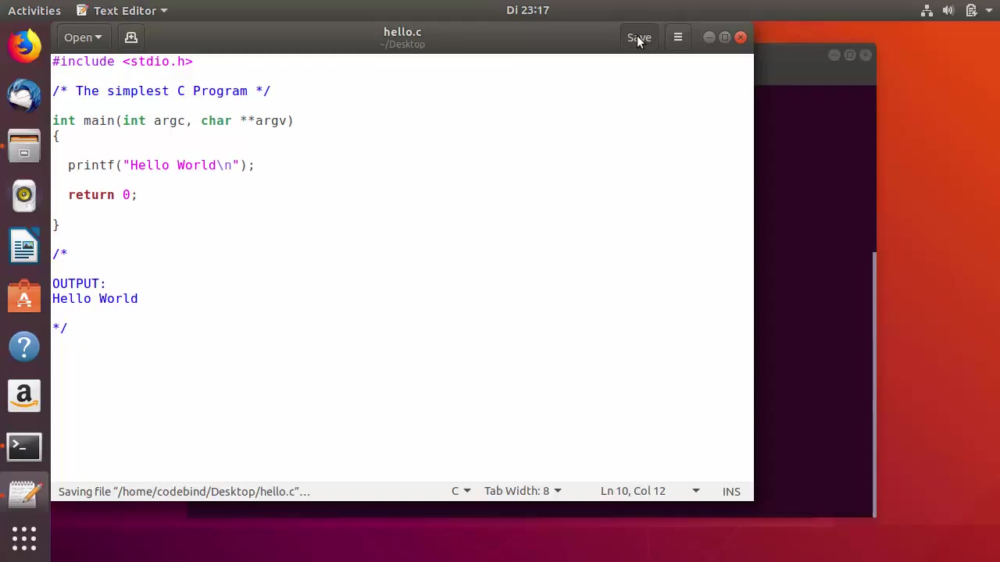 Activities Text Editor Di 23:17
Open hello.c Save
~/Desktop
#include <stdio.h>
/* The simplest C Program */
int main(int argc, char **argv)
{
printf("Hello World\n");
return 0;
}
/*
OUTPUT:
Hello World
*/
Saving file “/home/codebind/Desktop/hello.c”… C Tab Width: 8 Ln 10, Col 12 INS